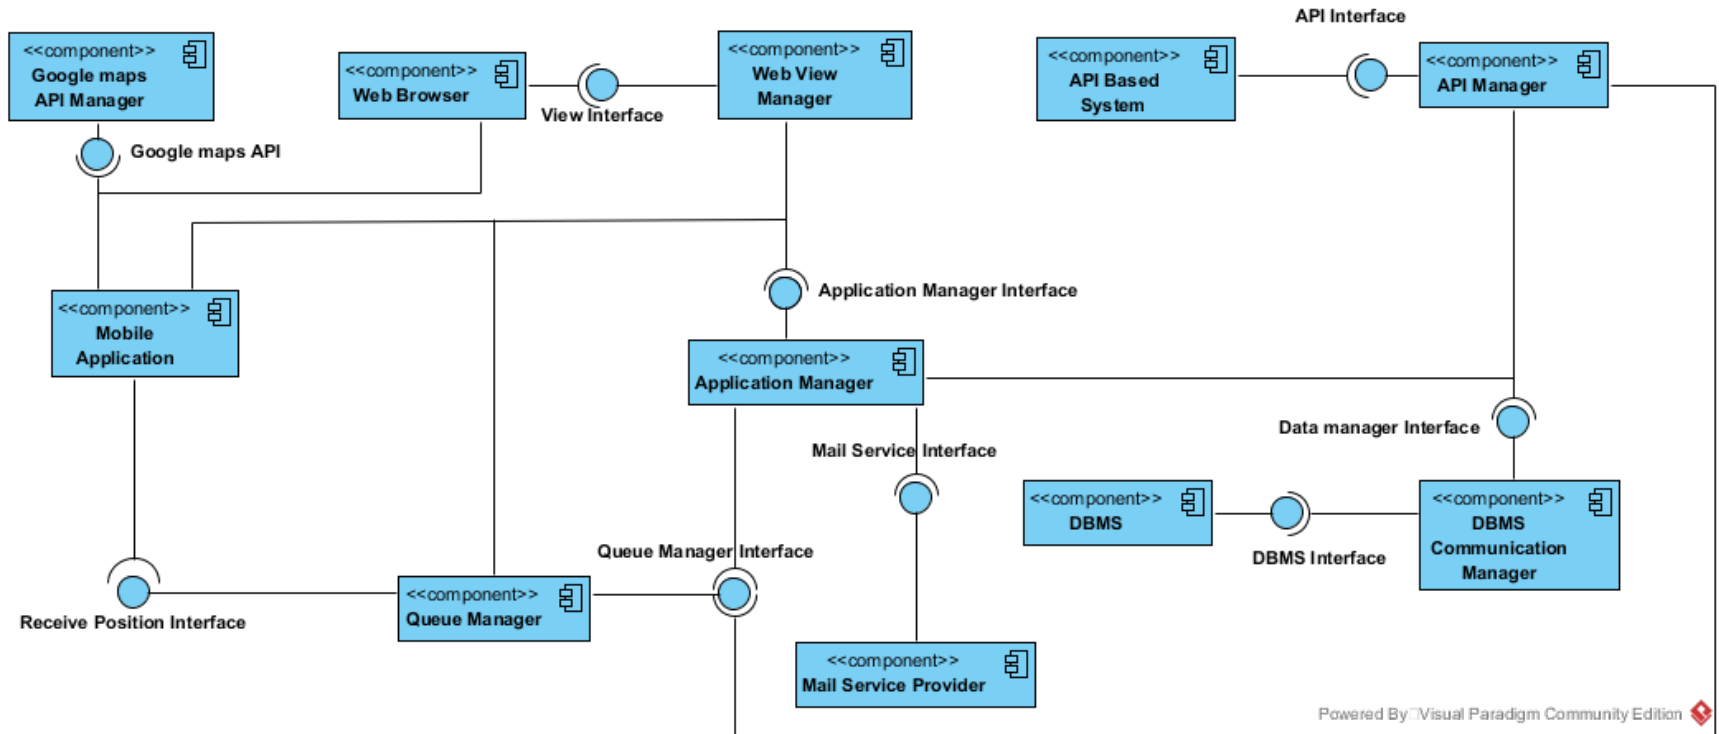 API Interface
<<component>>
Google maps
API Manager
<<component>>
Web Browser
<<component>>
Web View
Manager
<<component>>
API Based
System
<<component>>
API Manager
View Interface
Google maps API
<<component>>
Mobile
Application
Application Manager Interface
<<component>>
Application Manager
Data manager Interface
Mail Service Interface
<<component>>
DBMS
<<component>>
DBMS
Communication
Manager
DBMS Interface
Queue Manager Interface
<<component>>
Queue Manager
Receive Position Interface
<<component>>
Mail Service Provider
Powered By Visual Paradigm Community Edition